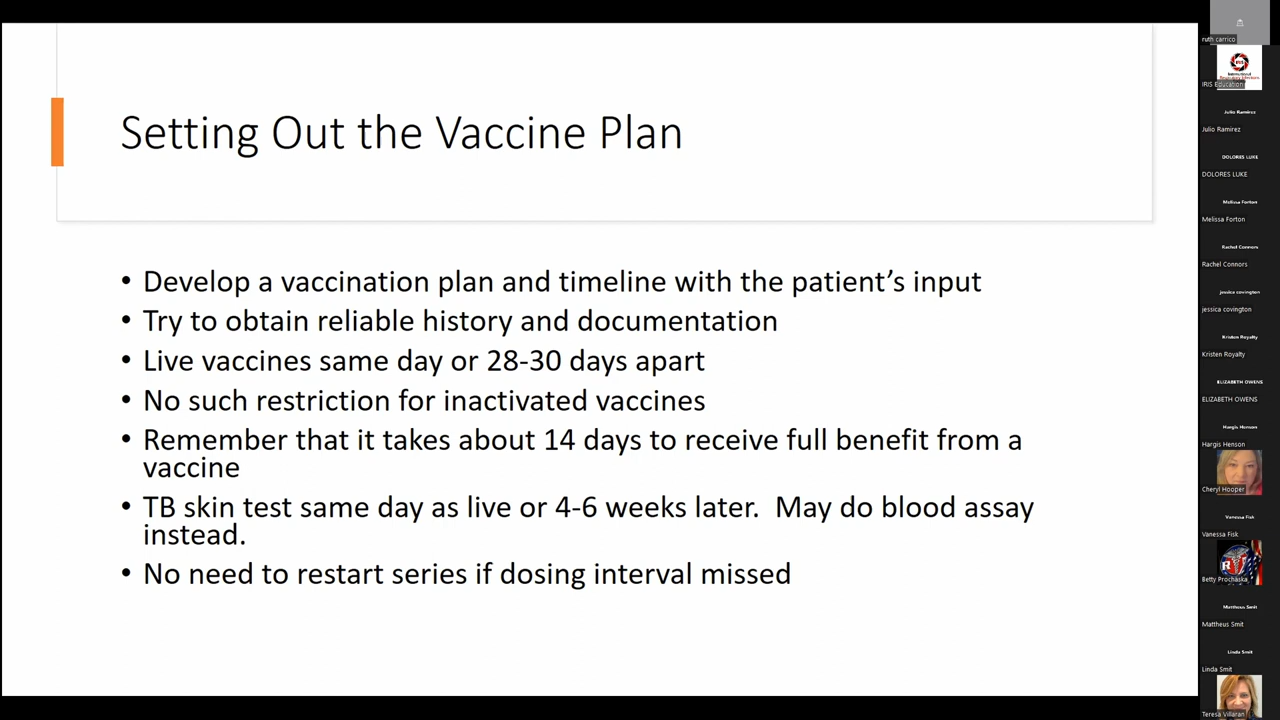 Setting Out the Vaccine Plan
• Develop a vaccination plan and timeline with the patient’s input
• Try to obtain reliable history and documentation
• Live vaccines same day or 28-30 days apart
• No such restriction for inactivated vaccines
• Remember that it takes about 14 days to receive full benefit from a
vaccine
• TB skin test same day as live or 4-6 weeks later.  May do blood assay
instead.
• No need to restart series if dosing interval missed
ruth carrico
IRIS
IRIS Education
Julio Ramirez
Julio Ramirez
DOLORES LUKE
DOLORES LUKE
Melissa Forton
Melissa Forton
Rachel Connors
Rachel Connors
jessica covington
jessica covington
Kristen Royalty
Kristen Royalty
ELIZABETH OWENS
ELIZABETH OWENS
Hargis Henson
Hargis Henson
Cheryl Hooper
Vanessa Fisk
Vanessa Fisk
Betty Prochaska
Mattheus Smit
Mattheus Smit
Linda Smit
Linda Smit
Teresa Villaran